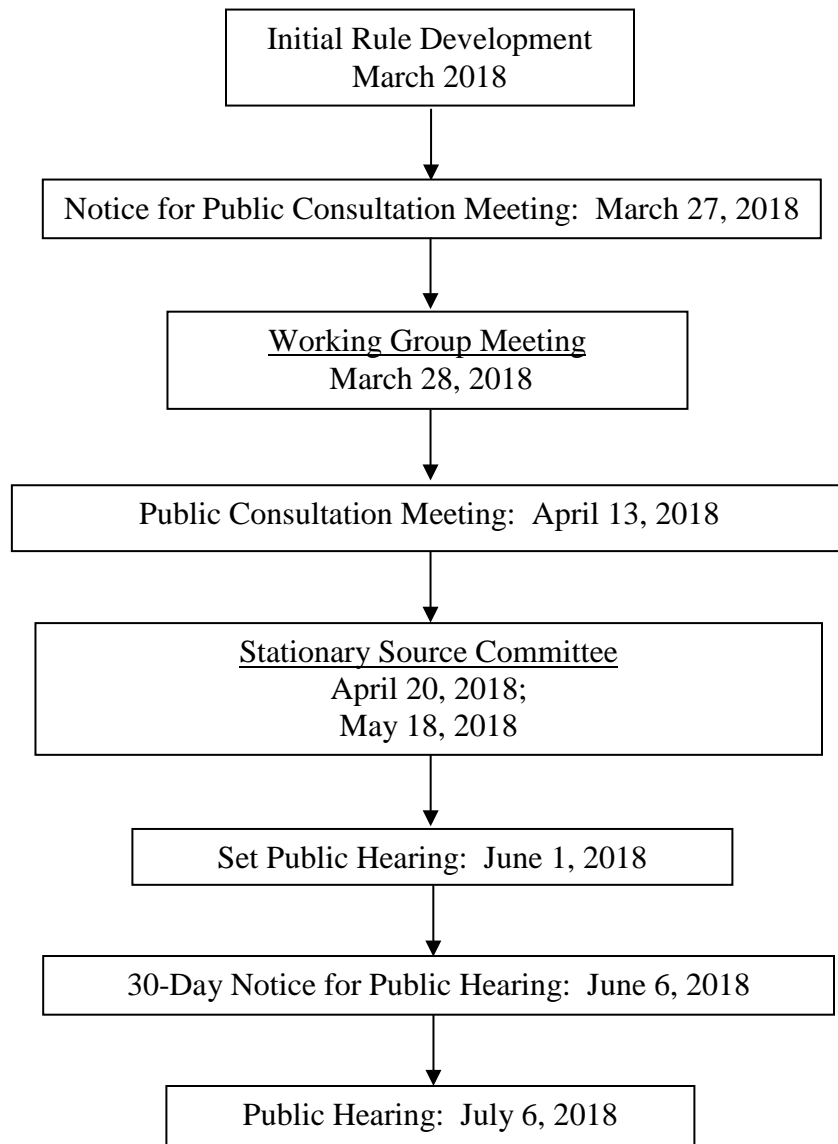 Initial Rule Development
March 2018
Notice for Public Consultation Meeting:  March 27, 2018
Working Group Meeting
March 28, 2018
Public Consultation Meeting:  April 13, 2018
Stationary Source Committee
April 20, 2018;
May 18, 2018
Set Public Hearing:  June 1, 2018
30-Day Notice for Public Hearing:  June 6, 2018
Public Hearing:  July 6, 2018